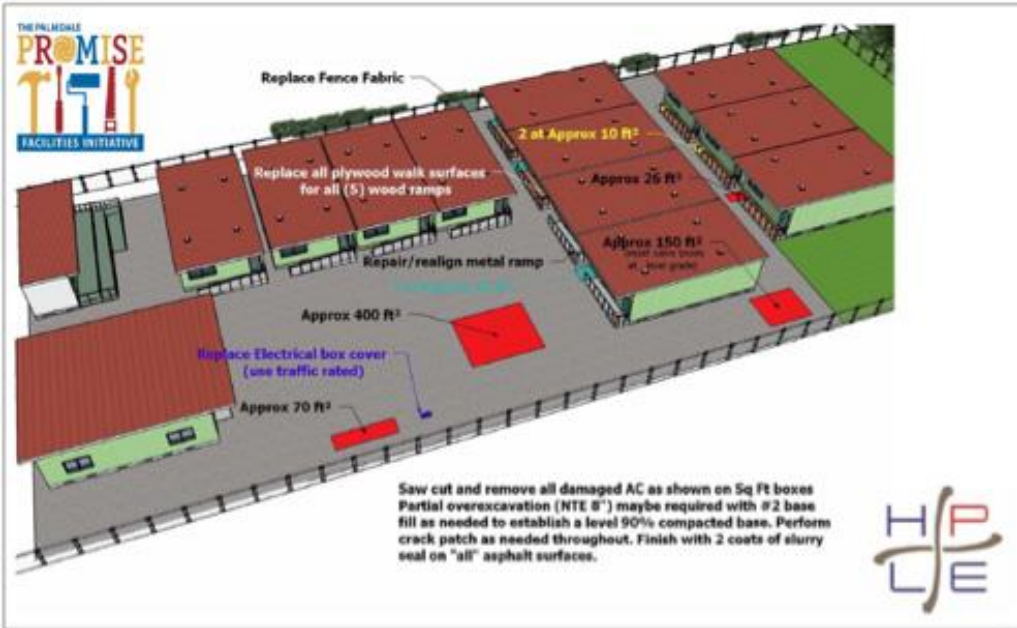 THE PALMDALE
PROMISE
FACILITIES INITIATIVE
Replace Fence Fabric
2 at Approx 10 ft²
Replace all plywood walk surfaces
for all (5) wood ramps
Approx 26 ft²
Approx 150 ft²
grade)
Repair/realign metal ramp
Approx 400 ft²
Replace Electrical box cover
(use traffic rated)
Approx 70 ft²
Saw cut and remove all damaged AC as shown on Sq Ft boxes
Partial overexcavation (NTE 8") maybe required with #2 base
fill as needed to establish a level 90% compacted base. Perform
crack patch as needed throughout. Finish with 2 coats of slurry
seal on "all" asphalt surfaces.
H P
L E